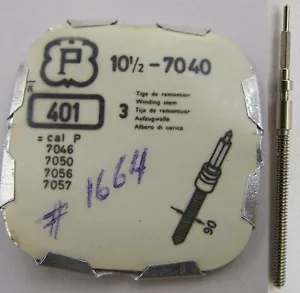 P
10½-7040
K
401
3
Tige de remontoir
Winding stem
Tija de remontuar
Aufzugwelle
Albero di carica
= cal P
7046
7050
7056
7057
# 1664
90